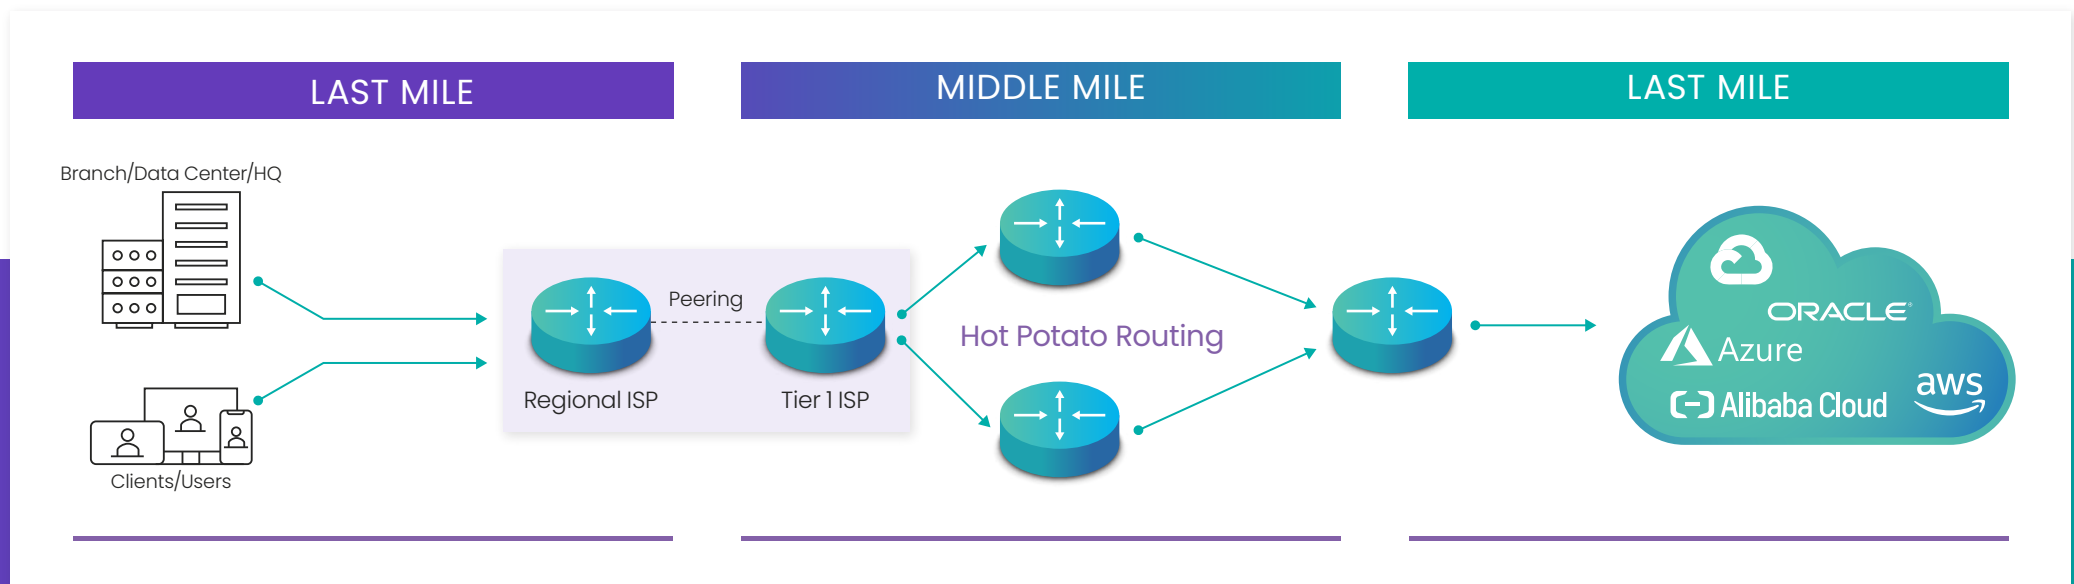 LAST MILE
MIDDLE MILE
LAST MILE
Branch/Data Center/HQ
Clients/Users
Peering
Regional ISP
Tier 1 ISP
Hot Potato Routing
ORACLE®
Azure
Alibaba Cloud
aws